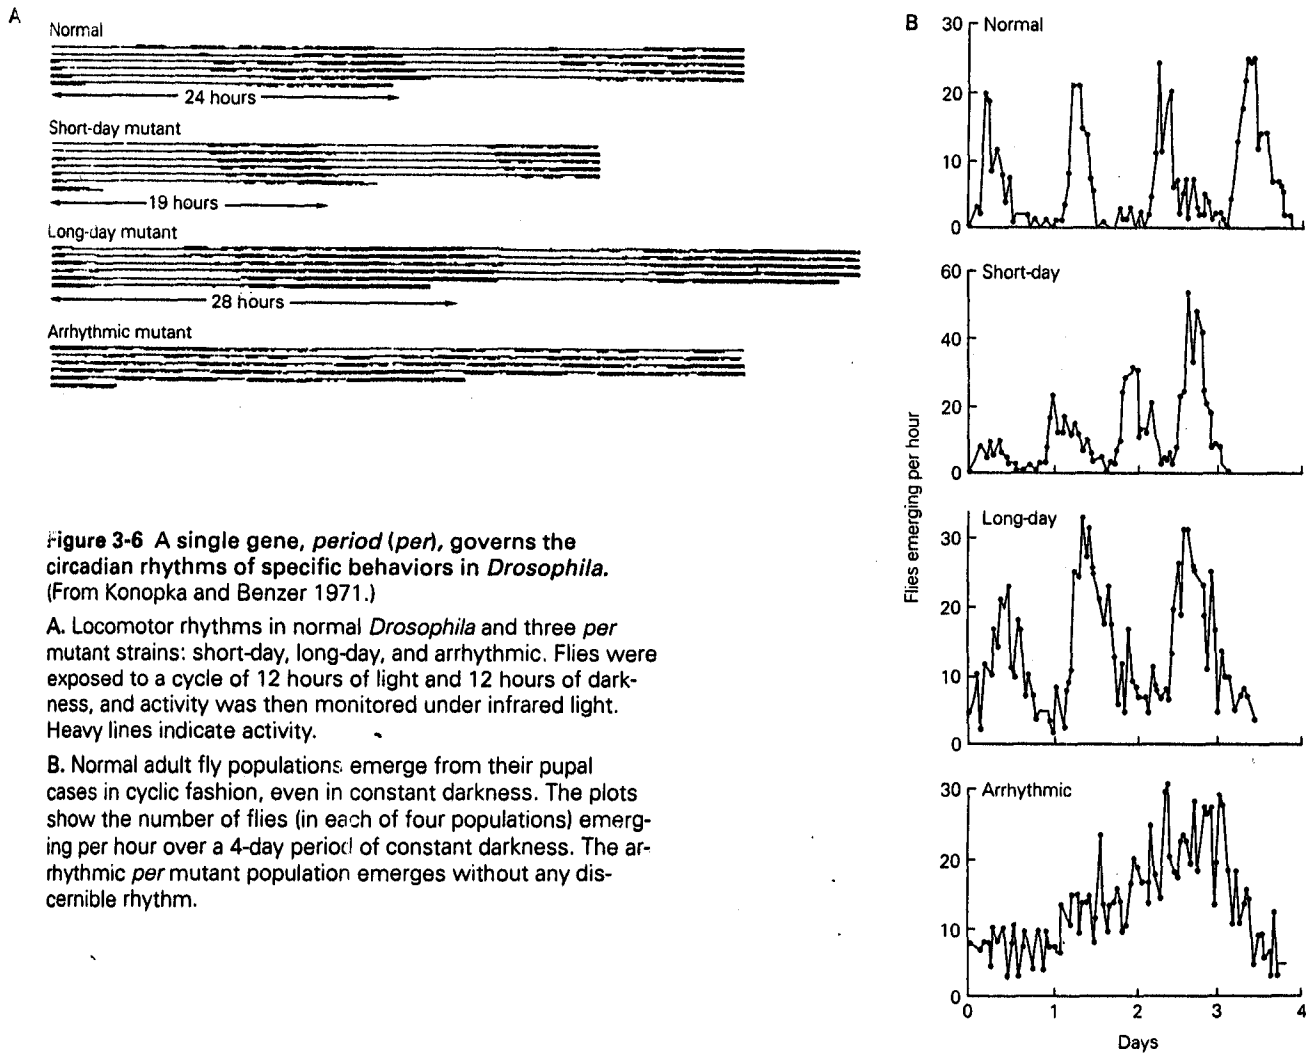 A
Normal
24 hours
Short-day mutant
19 hours
Long-day mutant
28 hours
Arrhythmic mutant
Figure 3-6 A single gene, period (per), governs the
circadian rhythms of specific behaviors in Drosophila.
(From Konopka and Benzer 1971.)
A. Locomotor rhythms in normal Drosophila and three per
mutant strains: short-day, long-day, and arrhythmic. Flies were
exposed to a cycle of 12 hours of light and 12 hours of dark-
ness, and activity was then monitored under infrared light.
Heavy lines indicate activity.
B. Normal adult fly populations emerge from their pupal
cases in cyclic fashion, even in constant darkness. The plots
show the number of flies (in each of four populations) emerg-
ing per hour over a 4-day period of constant darkness. The ar-
rhythmic per mutant population emerges without any dis-
cernible rhythm.
B
Flies emerging per hour
30
Normal
20
10
0
60
Short-day
40
20
0
Long-day
30
20
10
0
30
Arrhythmic
20
10
0
0 1 2 3 4
Days